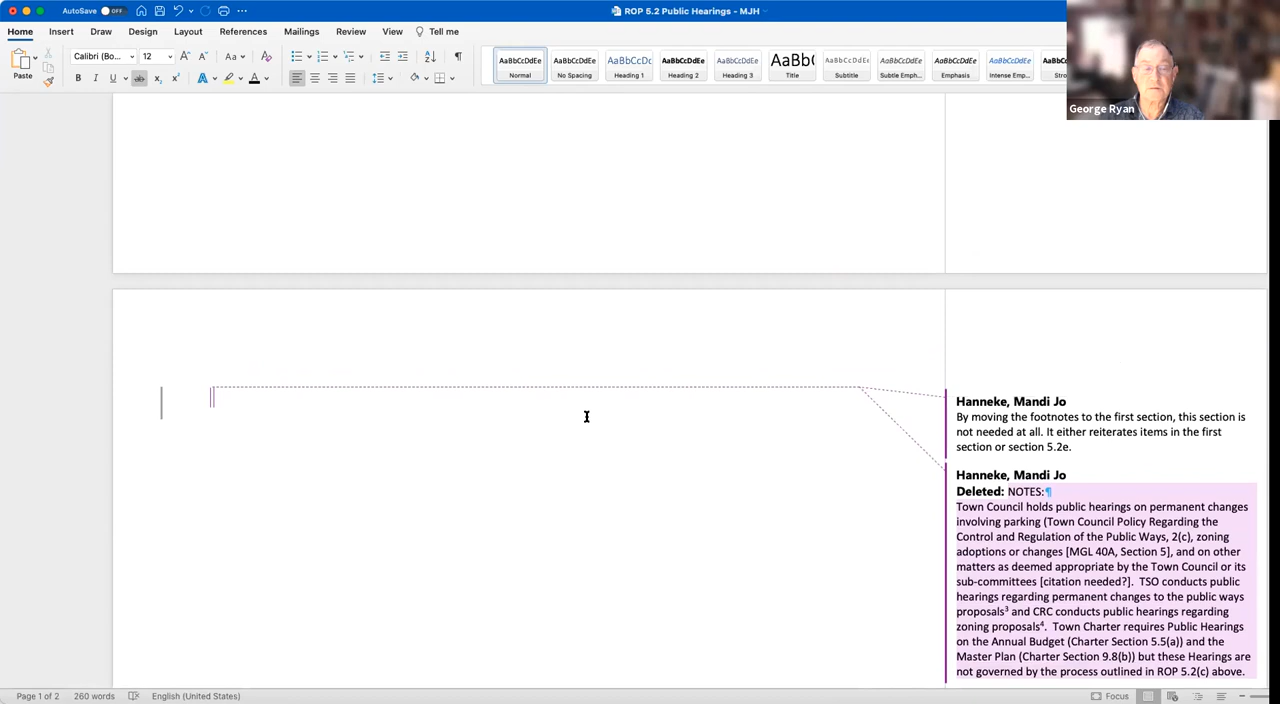 AutoSave OFF
ROP 5.2 Public Hearings - MJH
Home Insert Draw Design Layout References Mailings Review View Tell me
Paste
Calibri (Bo... 12
AaBbCcDdEe AaBbCcDdEe AaBbCcDc AaBbCcDdEe AaBbCcDdEe AaBb( AaBbCcDdEe AaBbCcDdEe AaBbCcDdEe AaBbCcDdEe
Normal No Spacing Heading 1 Heading 2 Heading 3 Title Subtitle Subtle Emph... Emphasis Intense Emp... Stro
George Ryan
Hanneke, Mandi Jo
By moving the footnotes to the first section, this section is
not needed at all. It either reiterates items in the first
section or section 5.2e.
Hanneke, Mandi Jo
Deleted: NOTES:¶
Town Council holds public hearings on permanent changes
involving parking (Town Council Policy Regarding the
Control and Regulation of the Public Ways, 2(c), zoning
adoptions or changes [MGL 40A, Section 5], and on other
matters as deemed appropriate by the Town Council or its
sub-committees [citation needed?]. TSO conducts public
hearings regarding permanent changes to the public ways
proposals³ and CRC conducts public hearings regarding
zoning proposals⁴. Town Charter requires Public Hearings
on the Annual Budget (Charter Section 5.5(a)) and the
Master Plan (Charter Section 9.8(b)) but these Hearings are
not governed by the process outlined in ROP 5.2(c) above.
Page 1 of 2 260 words English (United States) Focus